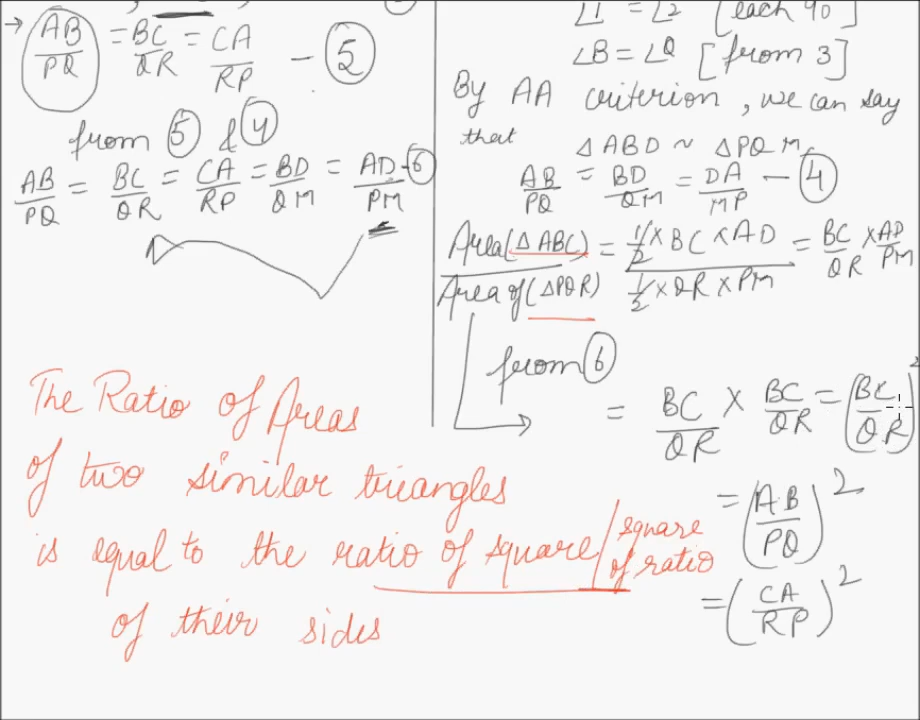 → AB/PQ = BC/QR = CA/RP — 5
from 5 & 4
AB/PQ = BC/QR = CA/RP = BD/QM = AD/PM - 6
The Ratio of Areas
of two similar triangles
is equal to the ratio of square / square of ratio
of their sides
∠1 = ∠2 [each 90]
∠B = ∠Q [from 3]
By AA criterion, we can say
that
△ABD ~ △PQM
AB/PQ = BD/QM = DA/MP — 4
Area(△ABC)/Area of(△PQR) = (1/2 × BC × AD)/(1/2 × QR × PM) = BC/QR × AD/PM
from 6
= BC/QR × BC/QR = (BC/QR)²
= (AB/PQ)²
= (CA/RP)²